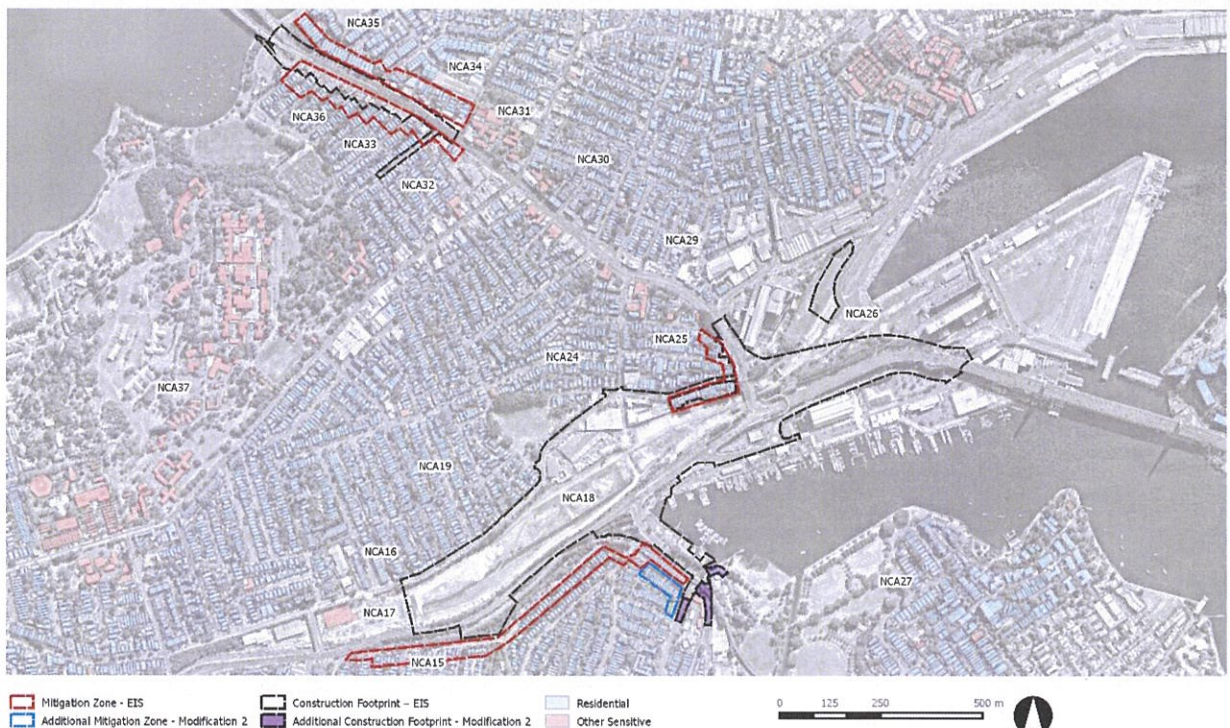 NCA35
NCA34
NCA31
NCA36
NCA33
NCA30
NCA32
NCA29
NCA26
NCA25
NCA24
NCA37
NCA19
NCA18
NCA16
NCA27
NCA17
NCA15
Mitigation Zone - EIS
Additional Mitigation Zone - Modification 2
Construction Footprint – EIS
Additional Construction Footprint - Modification 2
Residential
Other Sensitive
0 125 250 500 m